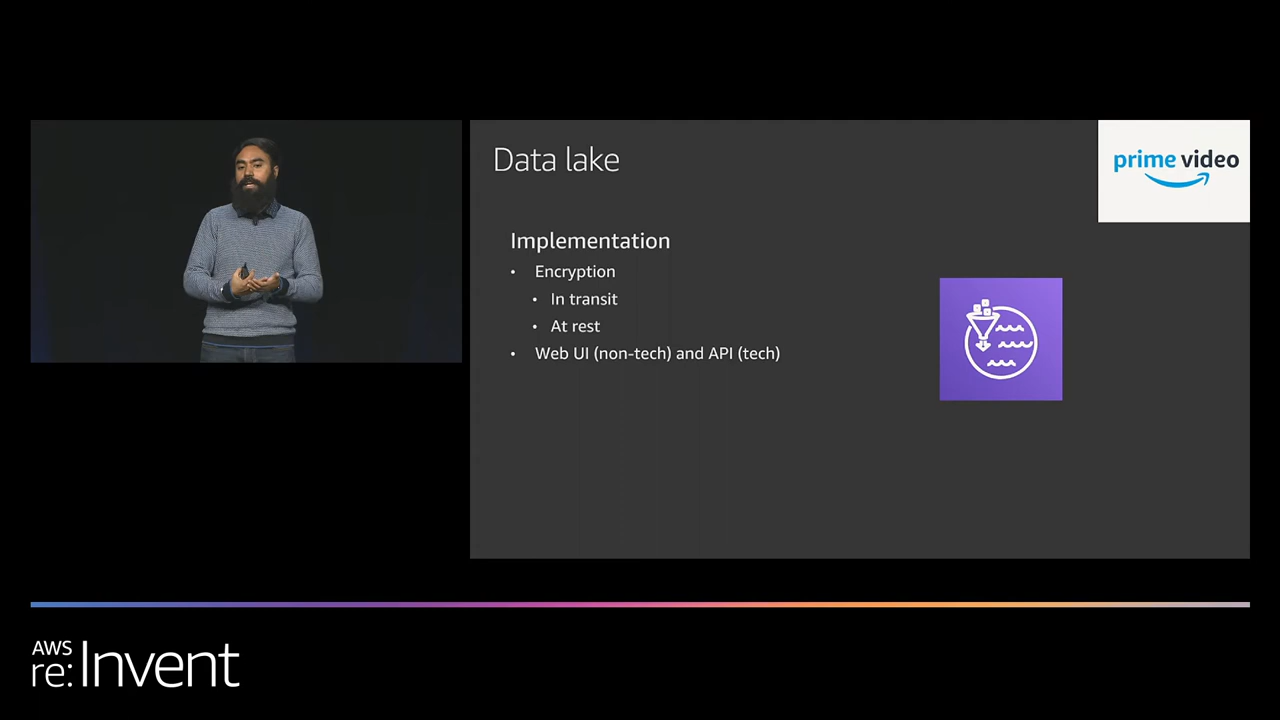 Data lake
prime video
Implementation
• Encryption
• In transit
• At rest
• Web UI (non-tech) and API (tech)
AWS
re:Invent